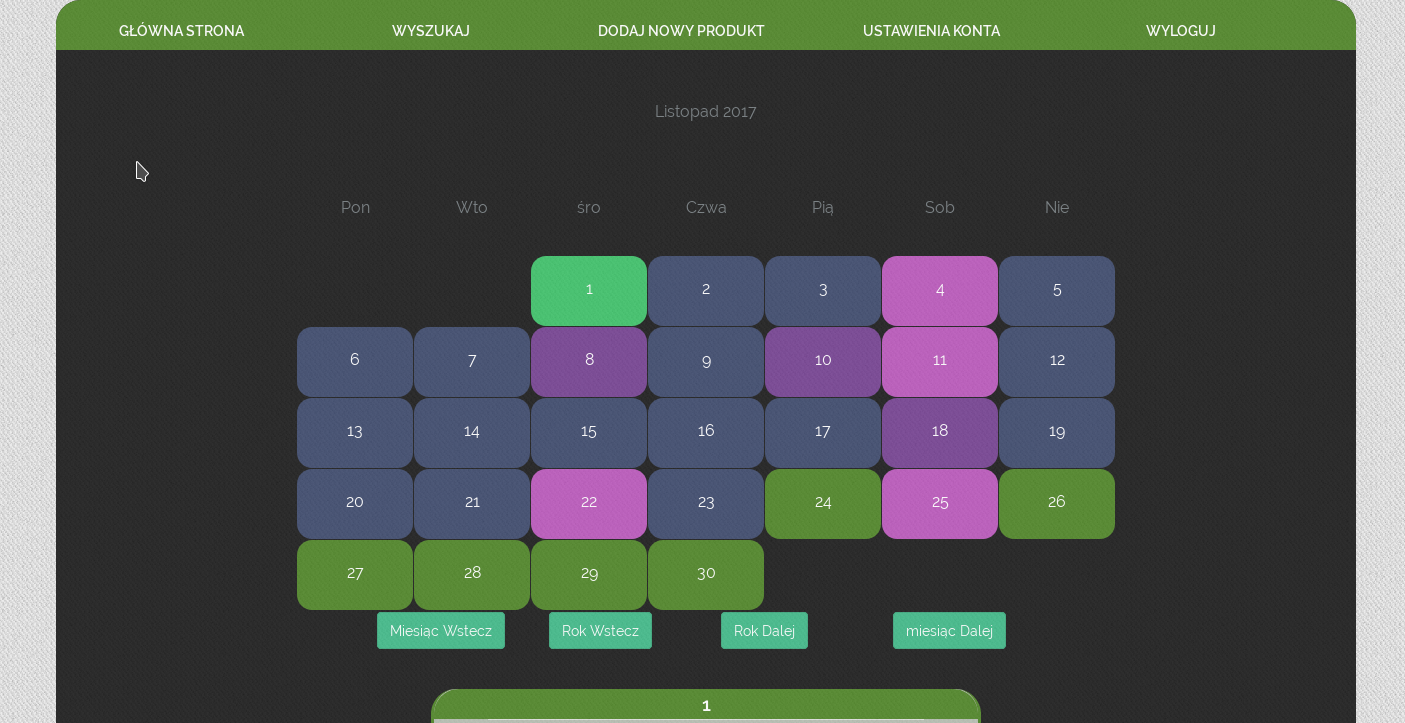 GŁÓWNA STRONA WYSZUKAJ DODAJ NOWY PRODUKT USTAWIENIA KONTA WYLOGUJ
Listopad 2017
Pon Wto śro Czwa Pią Sob Nie
1 2 3 4 5
6 7 8 9 10 11 12
13 14 15 16 17 18 19
20 21 22 23 24 25 26
27 28 29 30
Miesiąc Wstecz Rok Wstecz Rok Dalej miesiąc Dalej
1